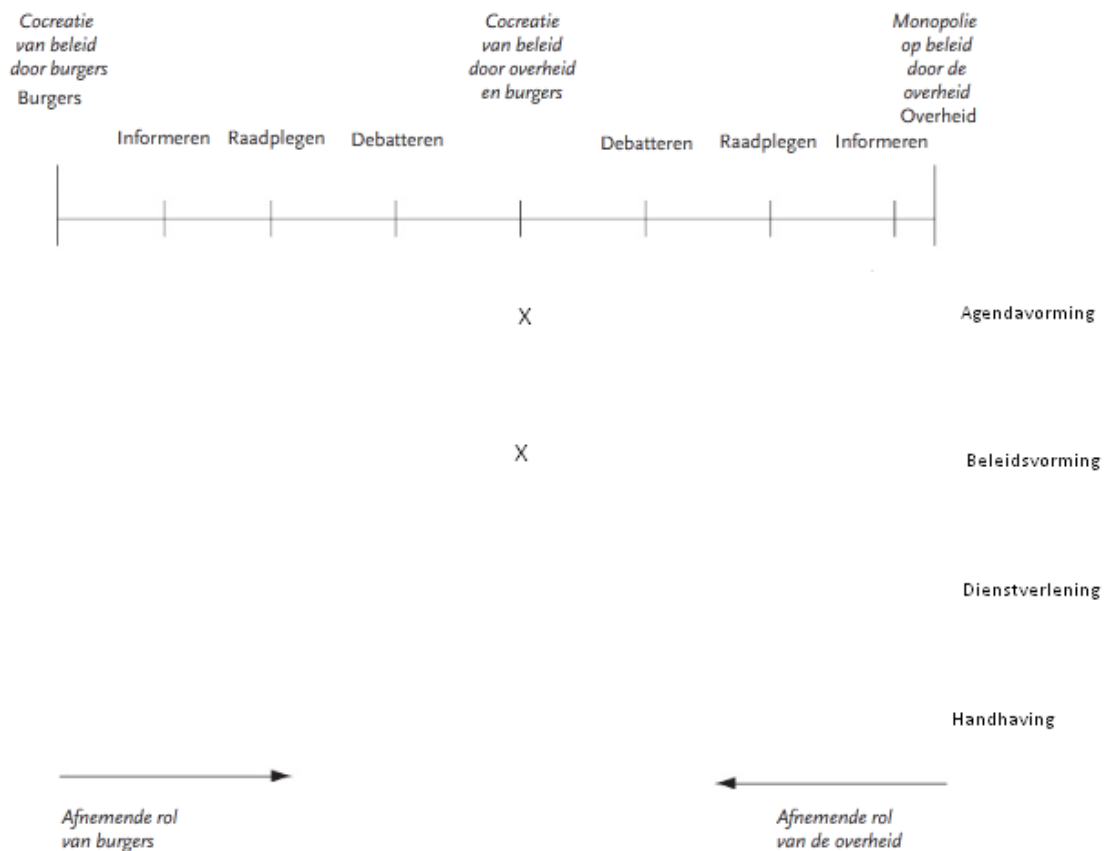 Cocreatie
van beleid
door burgers
Burgers
Cocreatie
van beleid
door overheid
en burgers
Monopolie
op beleid
door de
overheid
Overheid
Informeren
Raadplegen
Debatteren
Debatteren
Raadplegen
Informeren
X
Agendavorming
X
Beleidsvorming
Dienstverlening
Handhaving
Afnemende rol
van burgers
Afnemende rol
van de overheid